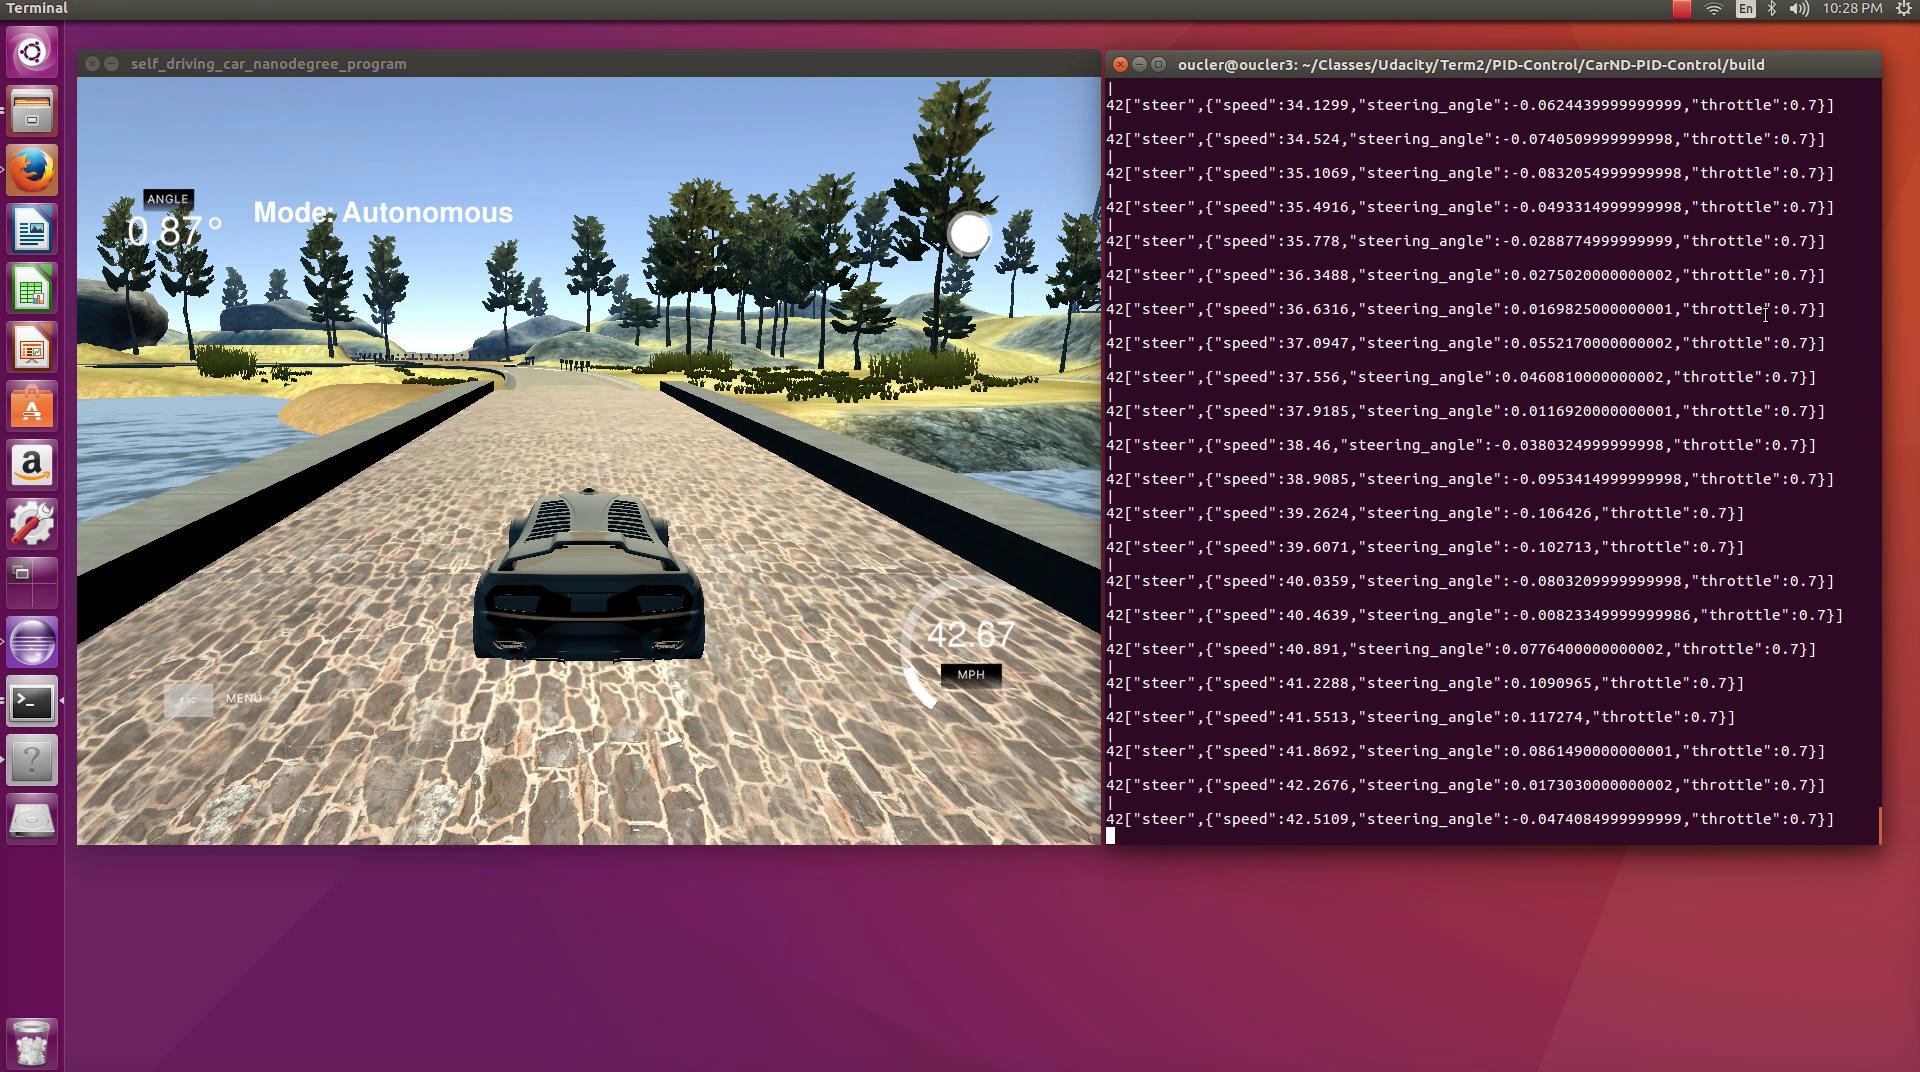 Terminal
En
10:28 PM
self_driving_car_nanodegree_program
ANGLE
0.87°
Mode: Autonomous
42.67
MPH
ESC
MENU
a
oucler@oucler3: ~/Classes/Udacity/Term2/PID-Control/CarND-PID-Control/build
|
42["steer",{"speed":34.1299,"steering_angle":-0.0624439999999999,"throttle":0.7}]
|
42["steer",{"speed":34.524,"steering_angle":-0.0740509999999998,"throttle":0.7}]
|
42["steer",{"speed":35.1069,"steering_angle":-0.0832054999999998,"throttle":0.7}]
|
42["steer",{"speed":35.4916,"steering_angle":-0.0493314999999998,"throttle":0.7}]
|
42["steer",{"speed":35.778,"steering_angle":-0.0288774999999999,"throttle":0.7}]
|
42["steer",{"speed":36.3488,"steering_angle":0.0275020000000002,"throttle":0.7}]
|
42["steer",{"speed":36.6316,"steering_angle":0.0169825000000001,"throttle":0.7}]
|
42["steer",{"speed":37.0947,"steering_angle":0.0552170000000002,"throttle":0.7}]
|
42["steer",{"speed":37.556,"steering_angle":0.0460810000000002,"throttle":0.7}]
|
42["steer",{"speed":37.9185,"steering_angle":0.0116920000000001,"throttle":0.7}]
|
42["steer",{"speed":38.46,"steering_angle":-0.0380324999999998,"throttle":0.7}]
|
42["steer",{"speed":38.9085,"steering_angle":-0.0953414999999998,"throttle":0.7}]
|
42["steer",{"speed":39.2624,"steering_angle":-0.106426,"throttle":0.7}]
|
42["steer",{"speed":39.6071,"steering_angle":-0.102713,"throttle":0.7}]
|
42["steer",{"speed":40.0359,"steering_angle":-0.0803209999999998,"throttle":0.7}]
|
42["steer",{"speed":40.4639,"steering_angle":-0.00823349999999986,"throttle":0.7}]
|
42["steer",{"speed":40.891,"steering_angle":0.0776400000000002,"throttle":0.7}]
|
42["steer",{"speed":41.2288,"steering_angle":0.1090965,"throttle":0.7}]
|
42["steer",{"speed":41.5513,"steering_angle":0.117274,"throttle":0.7}]
|
42["steer",{"speed":41.8692,"steering_angle":0.0861490000000001,"throttle":0.7}]
|
42["steer",{"speed":42.2676,"steering_angle":0.0173030000000002,"throttle":0.7}]
|
42["steer",{"speed":42.5109,"steering_angle":-0.0474084999999999,"throttle":0.7}]